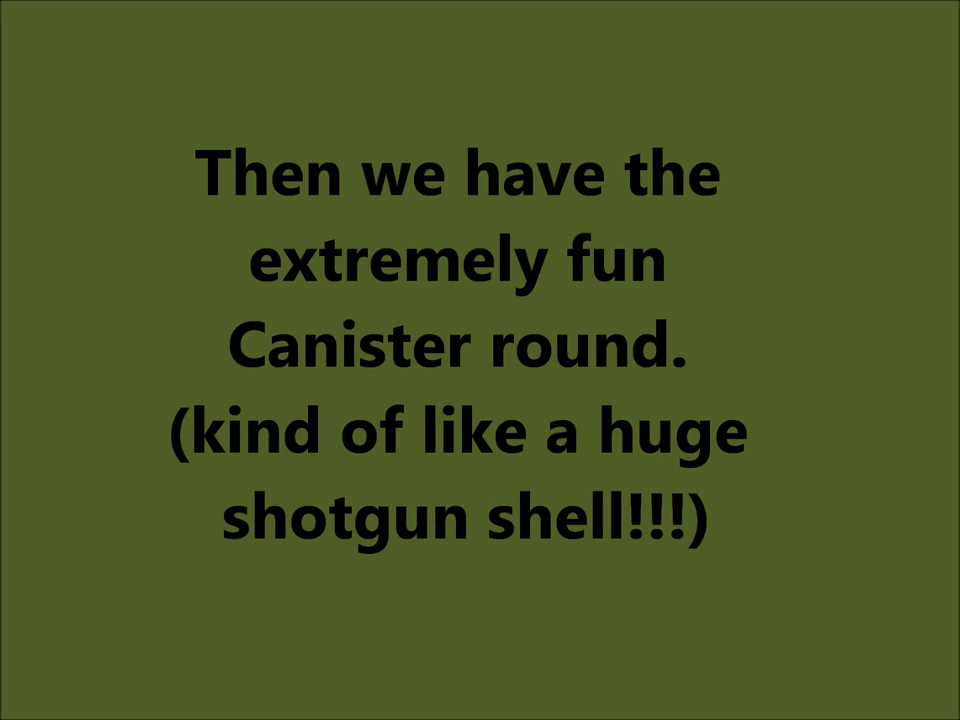 Then we have the
extremely fun
Canister round.
(kind of like a huge
shotgun shell!!!)